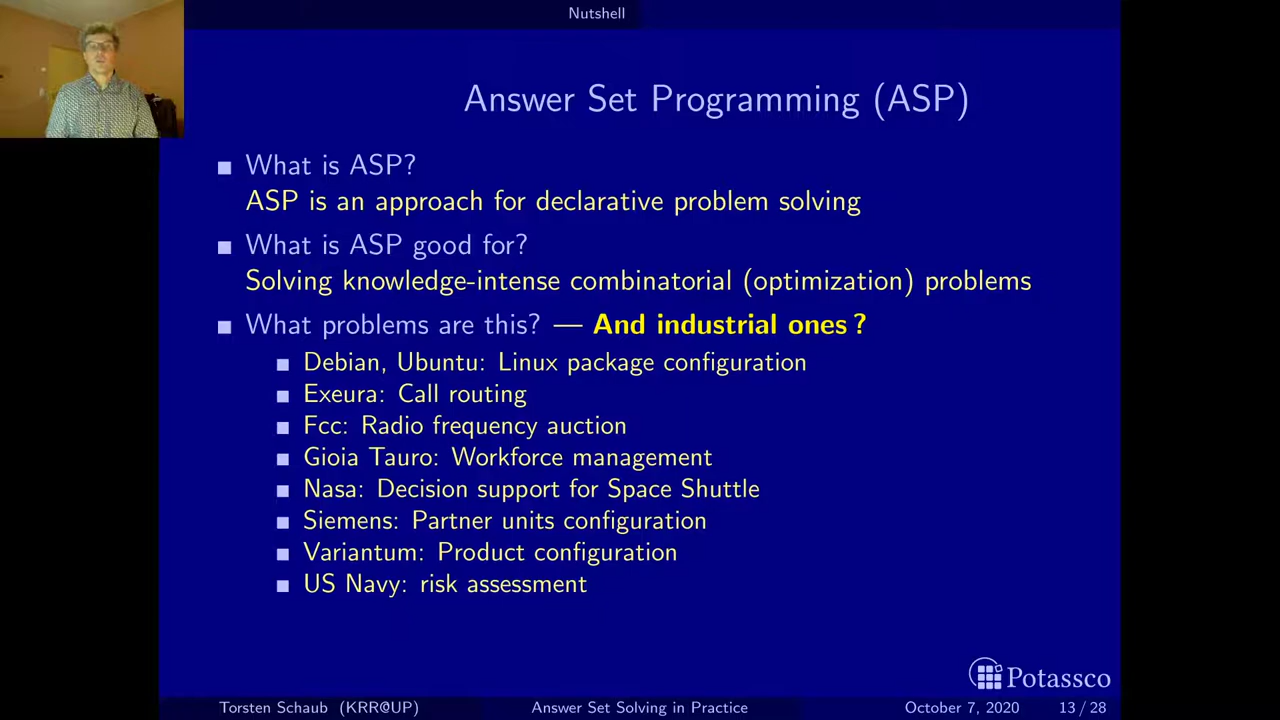 Nutshell
Answer Set Programming (ASP)
What is ASP?
ASP is an approach for declarative problem solving
What is ASP good for?
Solving knowledge-intense combinatorial (optimization) problems
What problems are this? — And industrial ones ?
Debian, Ubuntu: Linux package configuration
Exeura: Call routing
Fcc: Radio frequency auction
Gioia Tauro: Workforce management
Nasa: Decision support for Space Shuttle
Siemens: Partner units configuration
Variantum: Product configuration
US Navy: risk assessment
Potassco
Torsten Schaub (KRR@UP) Answer Set Solving in Practice October 7, 2020 13 / 28